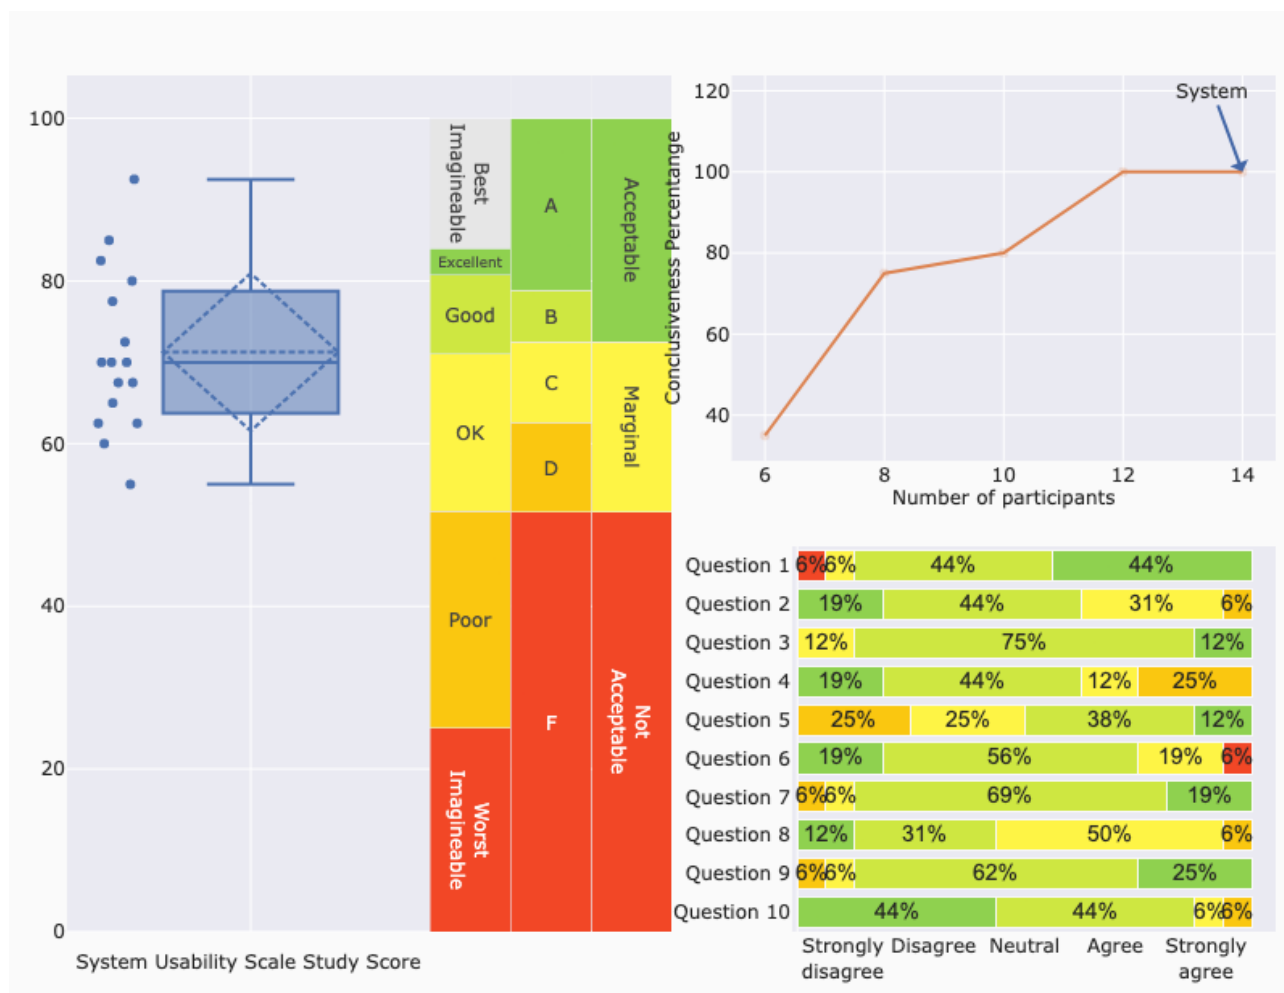 100
80
60
40
20
0
System Usability Scale Study Score
Best
Imagineable
Excellent
Good
OK
Poor
Worst
Imagineable
A
B
C
D
F
Acceptable
Marginal
Not
Acceptable
Conclusiveness Percentange
120
100
80
60
40
System
6 8 10 12 14
Number of participants
Question 1 6% 6% 44% 44%
Question 2 19% 44% 31% 6%
Question 3 12% 75% 12%
Question 4 19% 44% 12% 25%
Question 5 25% 25% 38% 12%
Question 6 19% 56% 19% 6%
Question 7 6% 6% 69% 19%
Question 8 12% 31% 50% 6%
Question 9 6% 6% 62% 25%
Question 10 44% 44% 6% 6%
Strongly Disagree Neutral Agree Strongly
disagree agree